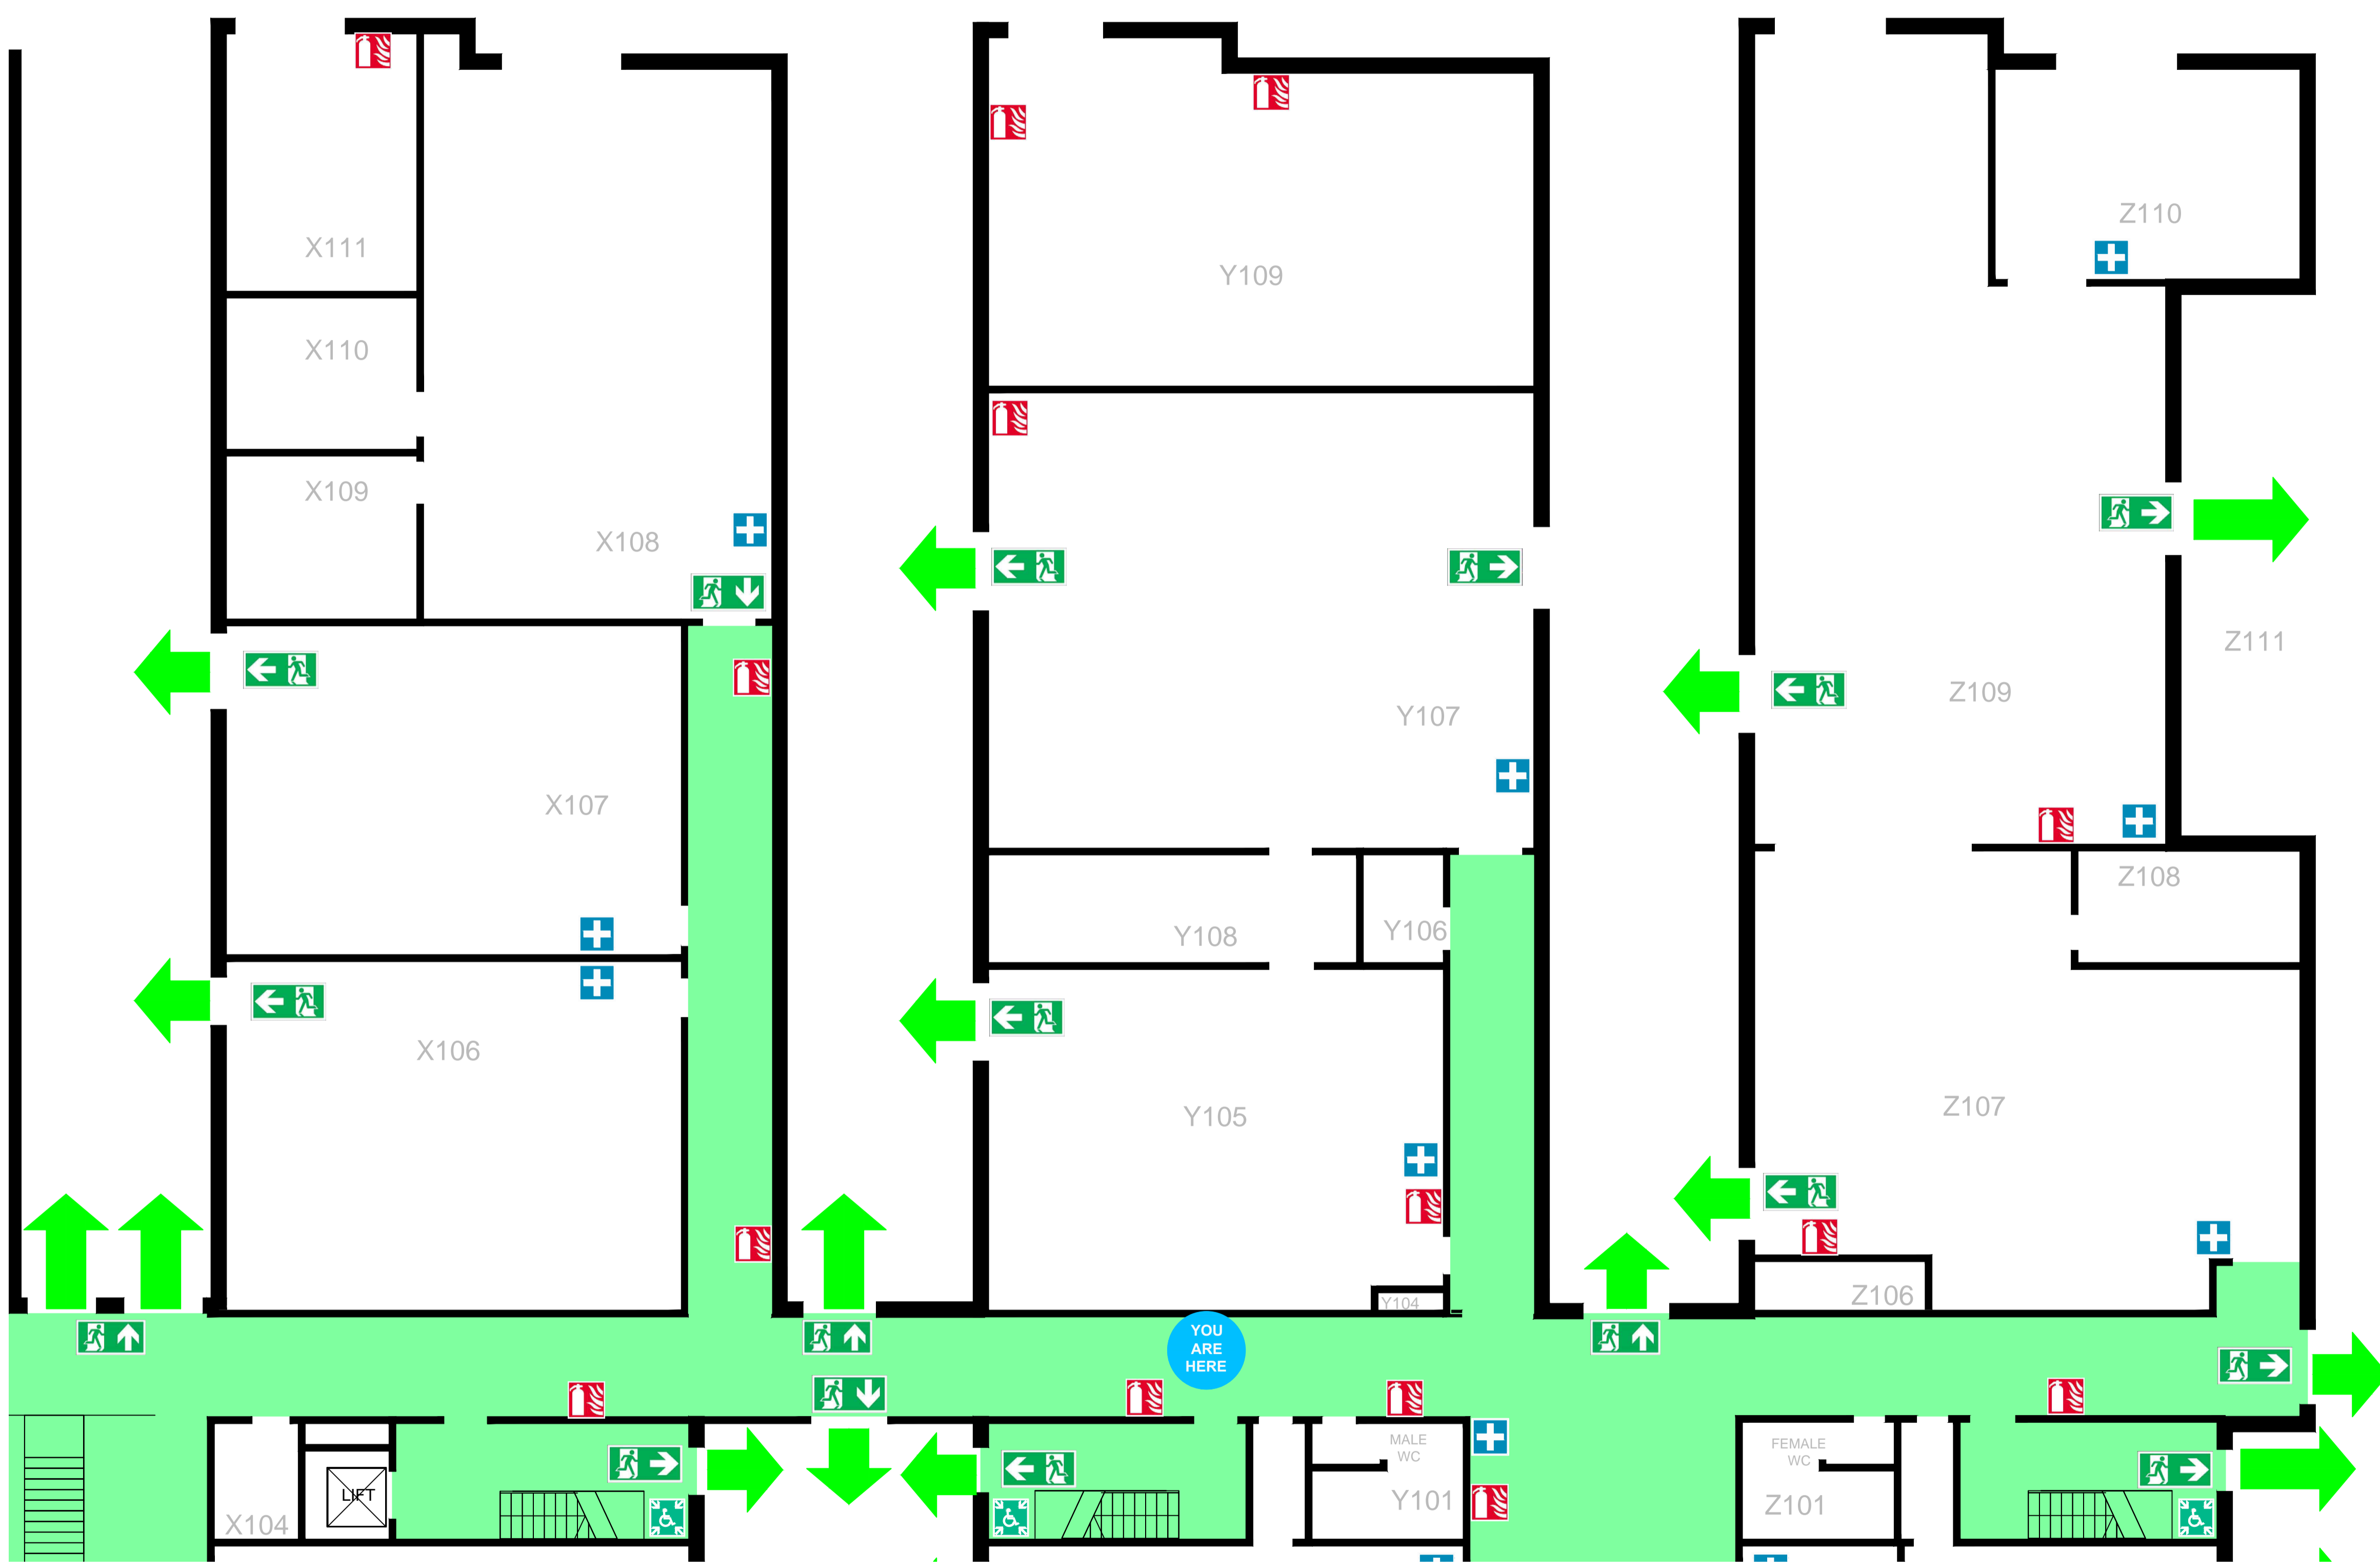 Z110
X111
Y109
X110
X109
X108
Z111
Z109
Y107
X107
Z108
Y108
Y106
X106
Z107
Y105
Z106
Y104
YOU
ARE
HERE
MALE
WC
FEMALE
WC
LIFT
Y101
Z101
X104